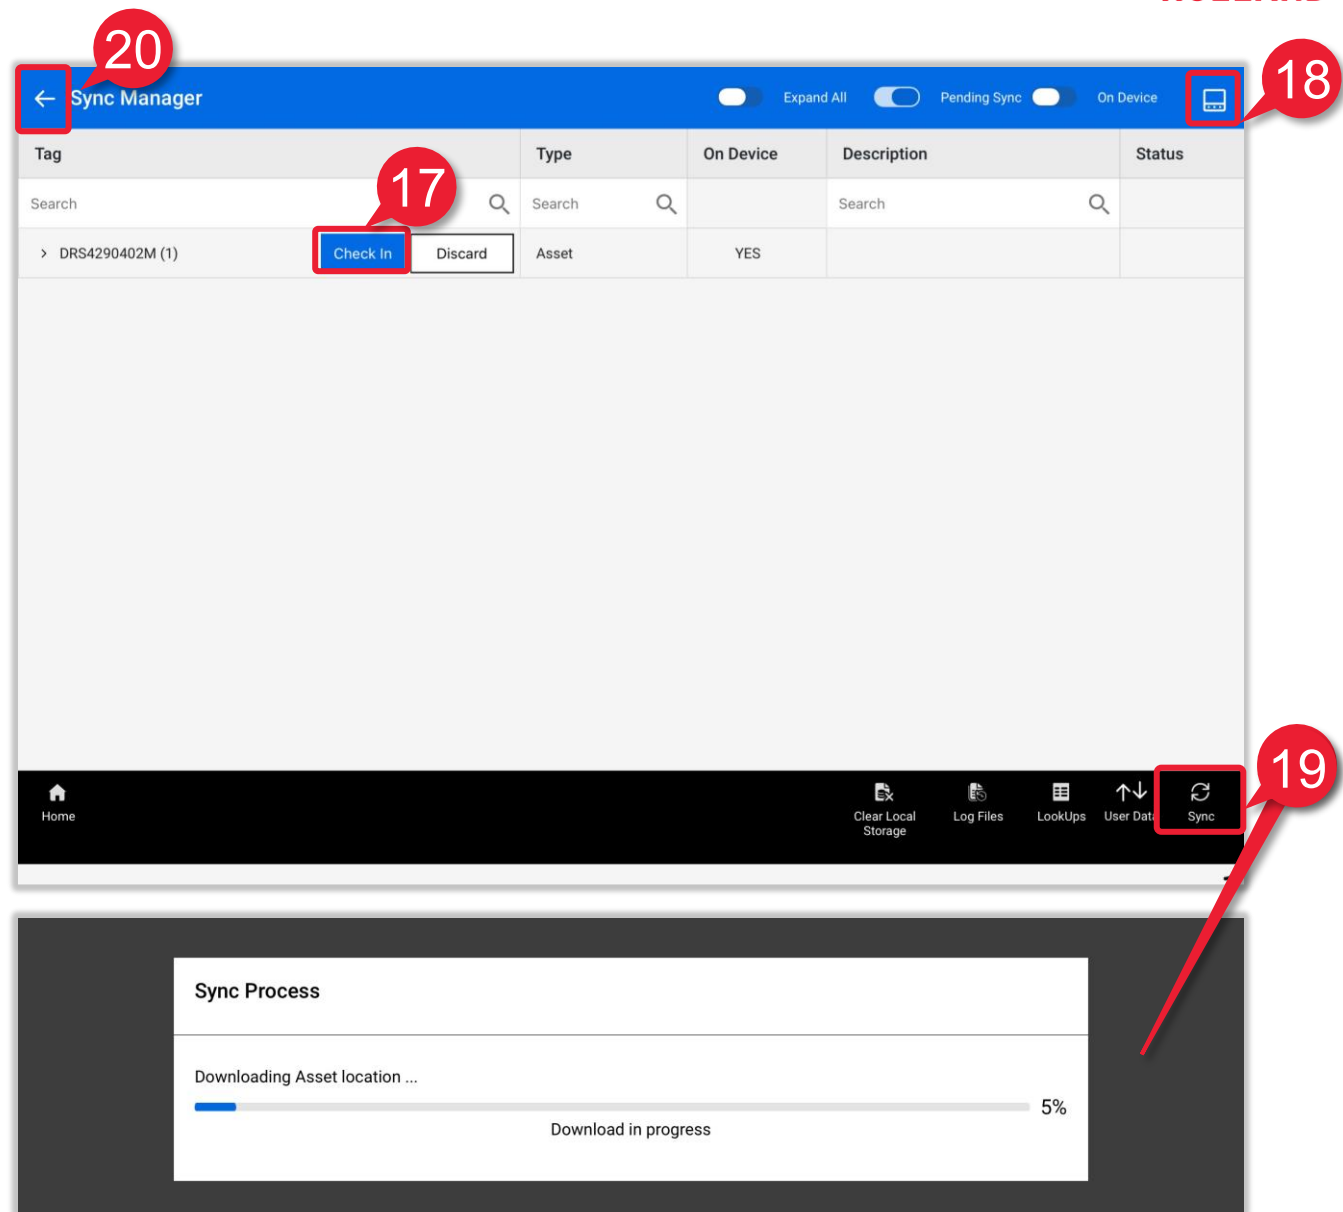 20
18
Sync Manager
Expand All
Pending Sync
On Device
Tag
Type
On Device
Description
Status
17
Search
Search
Search
DRS4290402M (1)
Check In
Discard
Asset
YES
19
Home
Clear Local
Storage
Log Files
LookUps
User Data
Sync
Sync Process
Downloading Asset location ...
5%
Download in progress